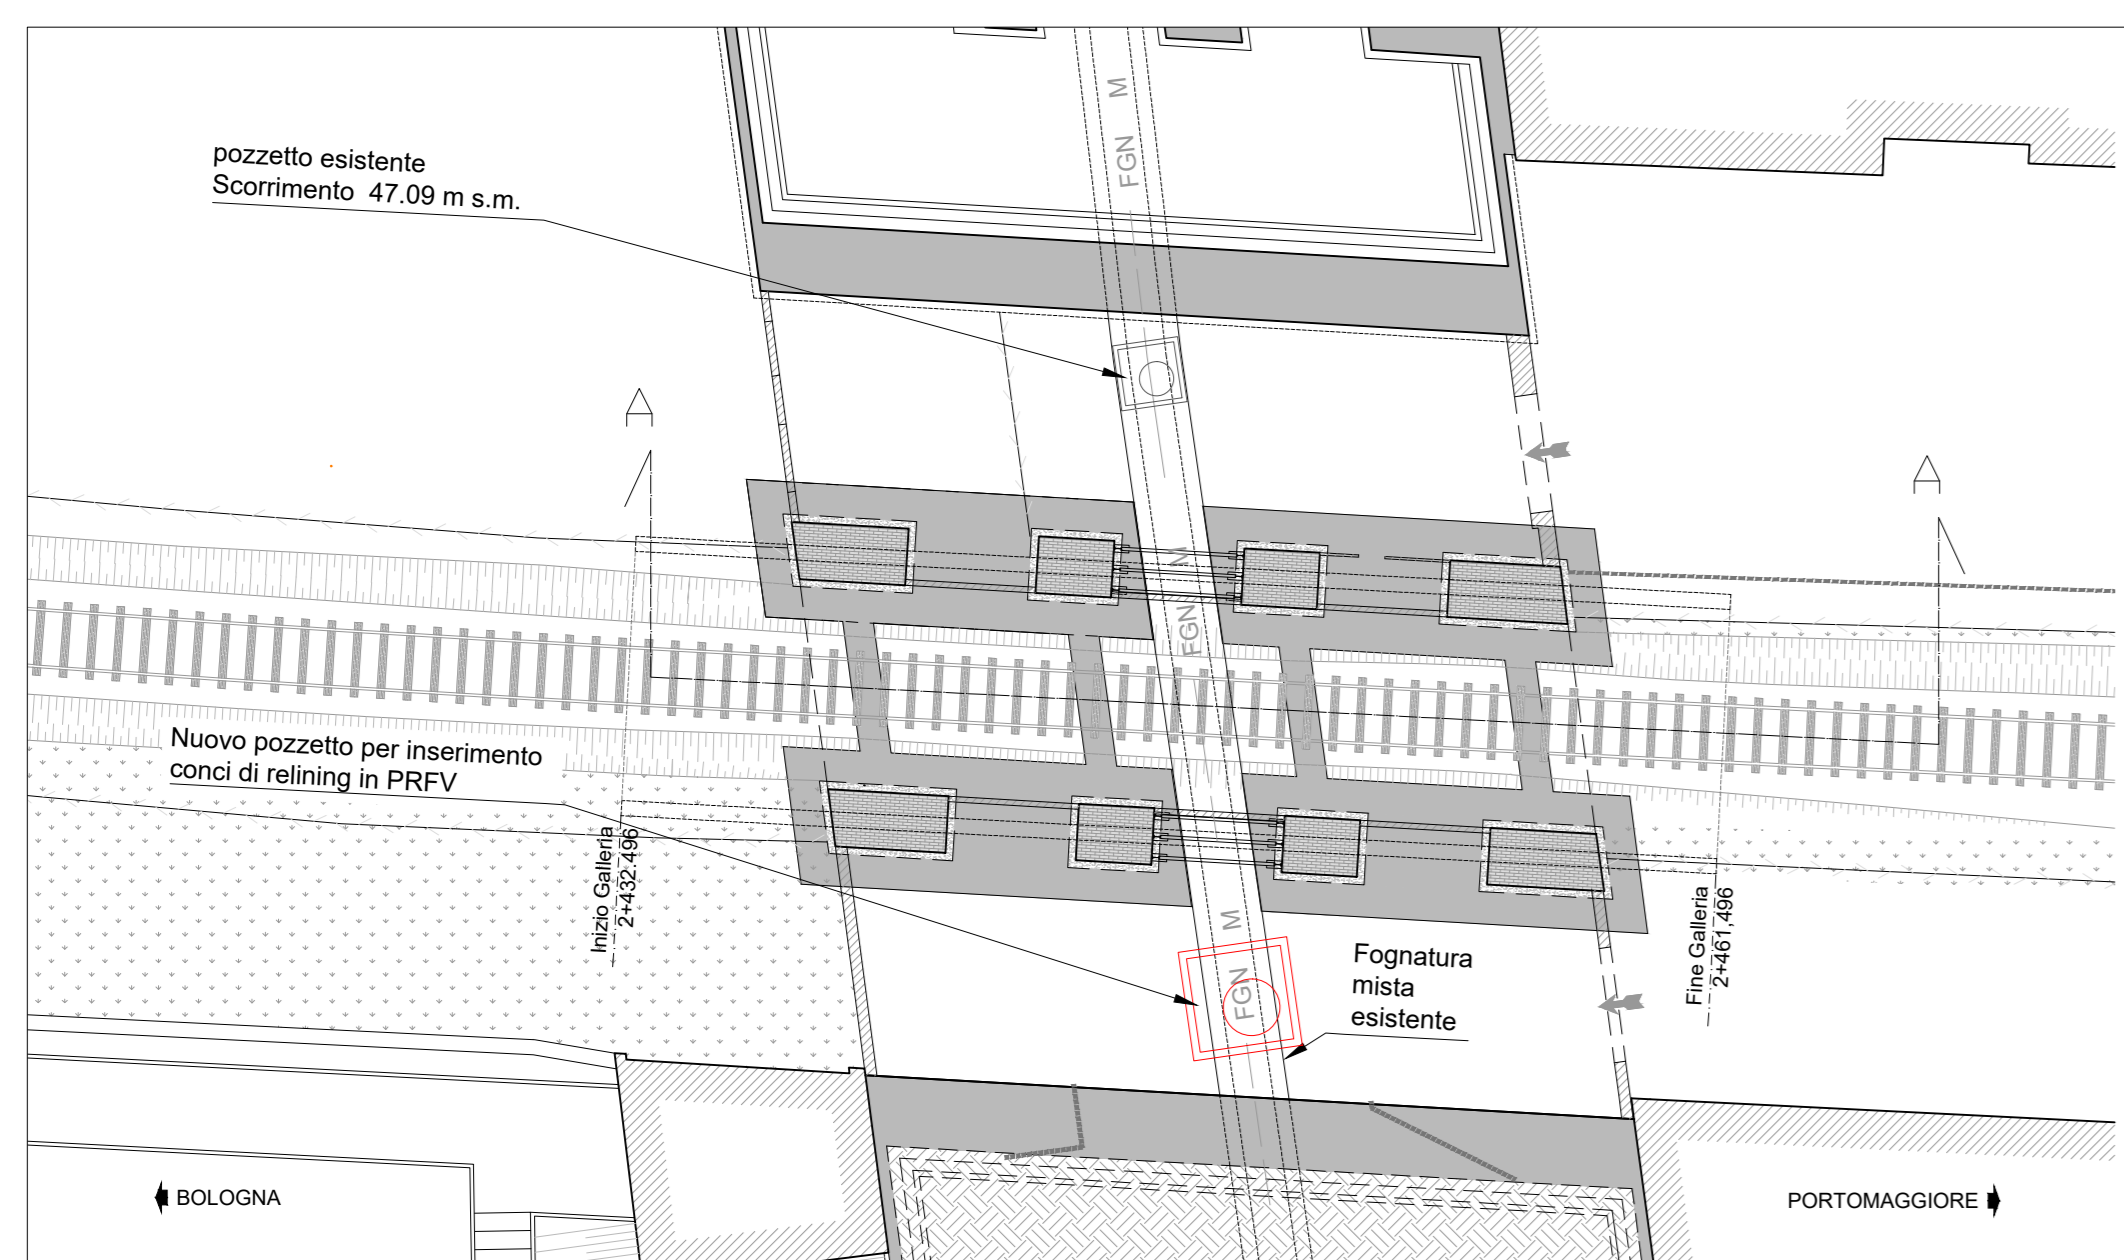 M
FGN
pozzetto esistente
Scorrimento 47.09 m s.m.
A
A
M
FGN
Nuovo pozzetto per inserimento
conci di relining in PRFV
Inizio Galleria
2+432.496
M
FGN
Fognatura
mista
esistente
Fine Galleria
2+461,496
BOLOGNA
PORTOMAGGIORE